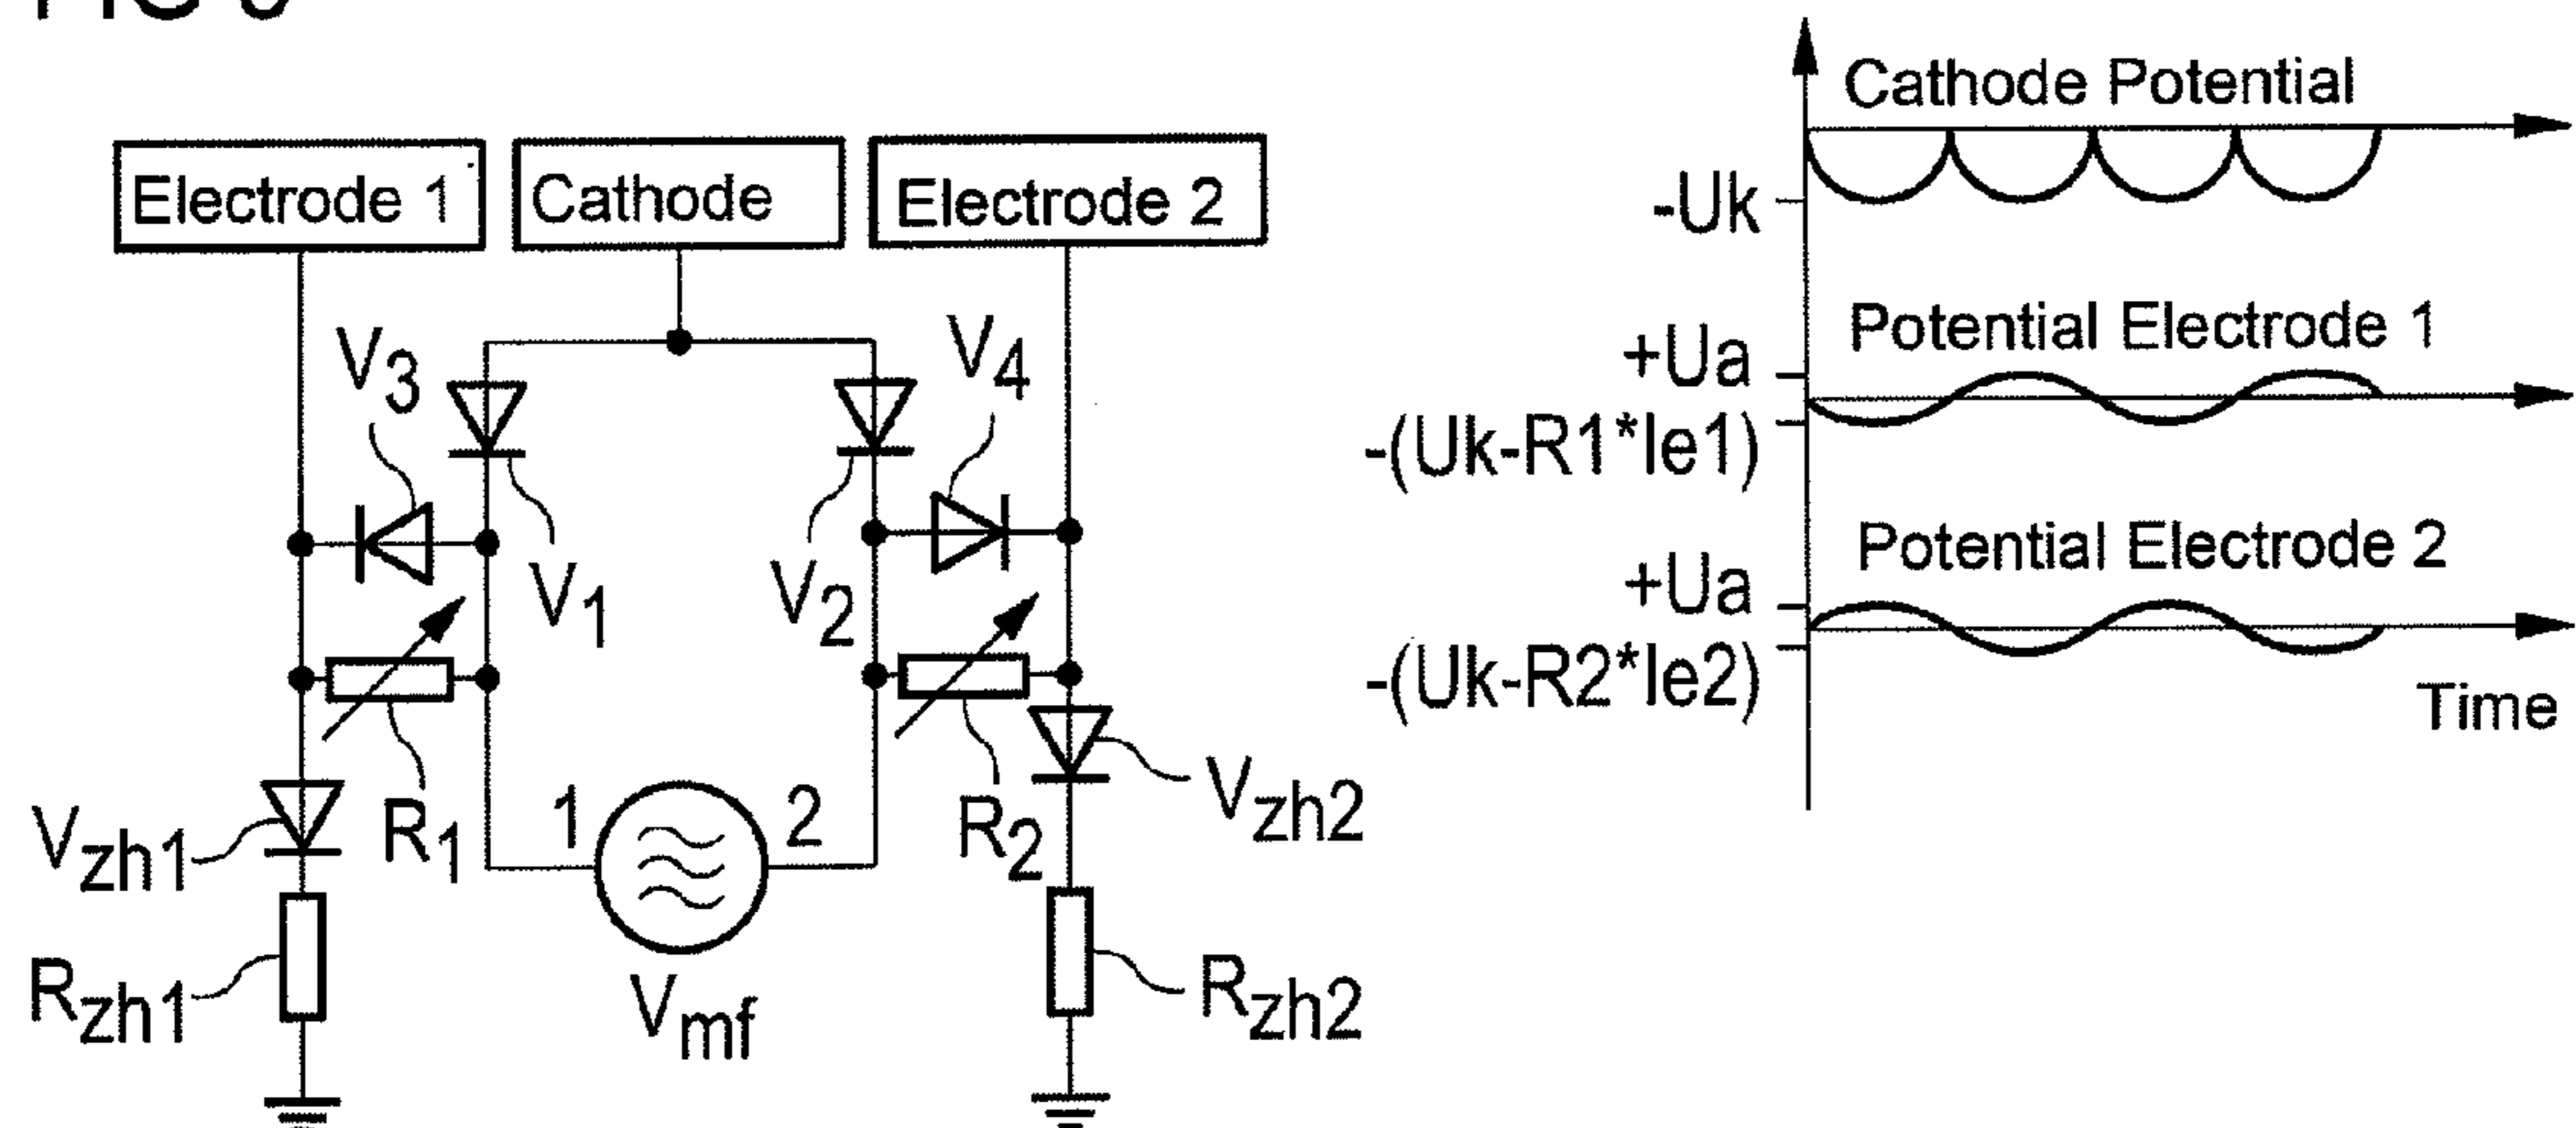 Electrode 1
Cathode
Electrode 2
V3
V4
V1
V2
Vzh1
R1
1
2
R2
Vzh2
Rzh1
Vmf
Rzh2
Cathode Potential
-Uk
Potential Electrode 1
+Ua
-(Uk-R1*Ie1)
Potential Electrode 2
+Ua
-(Uk-R2*Ie2)
Time